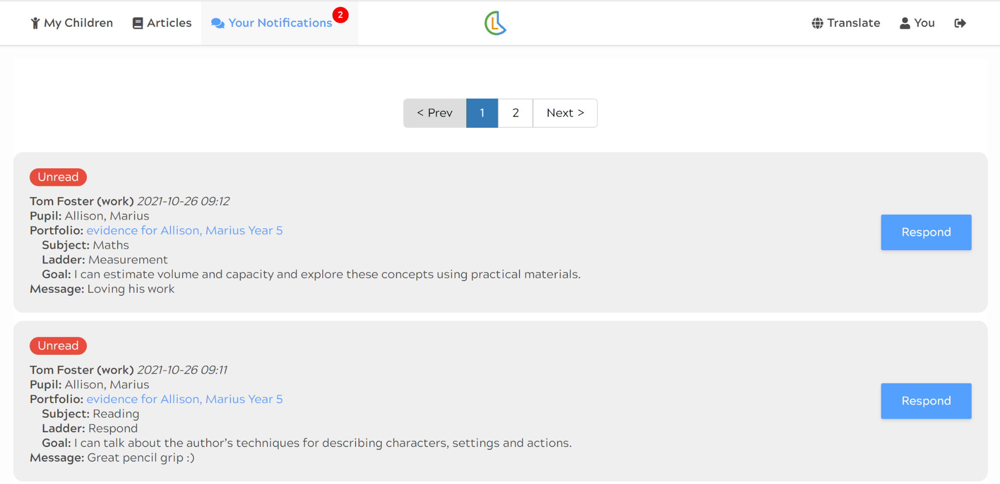 My Children Articles Your Notifications 2 Translate You
< Prev 1 2 Next >
Unread
Tom Foster (work) 2021-10-26 09:12
Pupil: Allison, Marius
Portfolio: evidence for Allison, Marius Year 5
Subject: Maths
Ladder: Measurement
Goal: I can estimate volume and capacity and explore these concepts using practical materials.
Message: Loving his work
Respond
Unread
Tom Foster (work) 2021-10-26 09:11
Pupil: Allison, Marius
Portfolio: evidence for Allison, Marius Year 5
Subject: Reading
Ladder: Respond
Goal: I can talk about the author’s techniques for describing characters, settings and actions.
Message: Great pencil grip :)
Respond